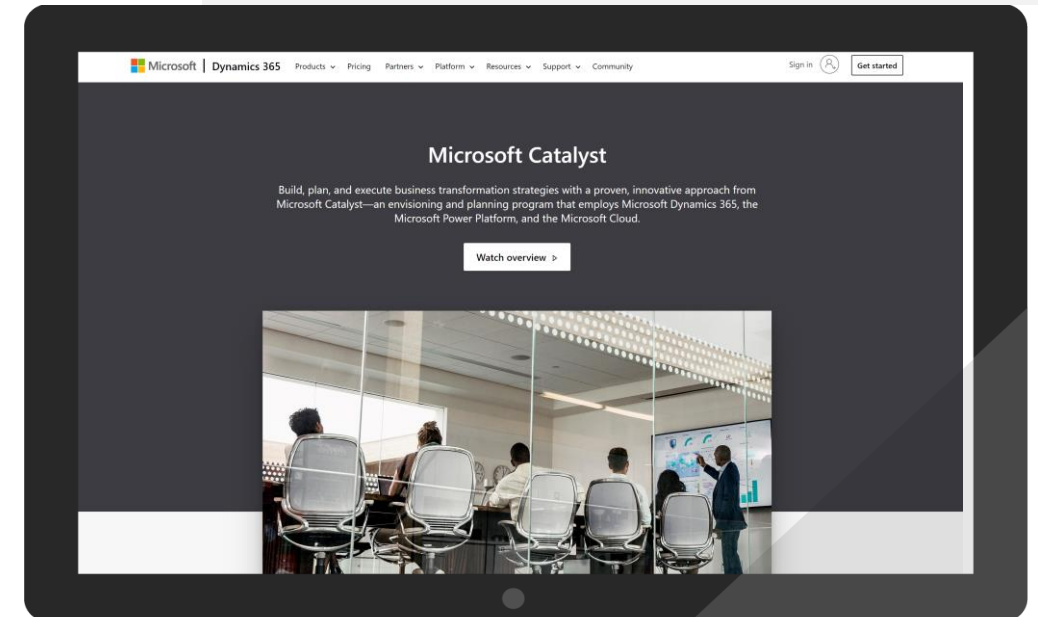 Microsoft | Dynamics 365 Products Pricing Partners Platform Resources Support Community Sign in Get started
Microsoft Catalyst
Build, plan, and execute business transformation strategies with a proven, innovative approach from
Microsoft Catalyst—an envisioning and planning program that employs Microsoft Dynamics 365, the
Microsoft Power Platform, and the Microsoft Cloud.
Watch overview